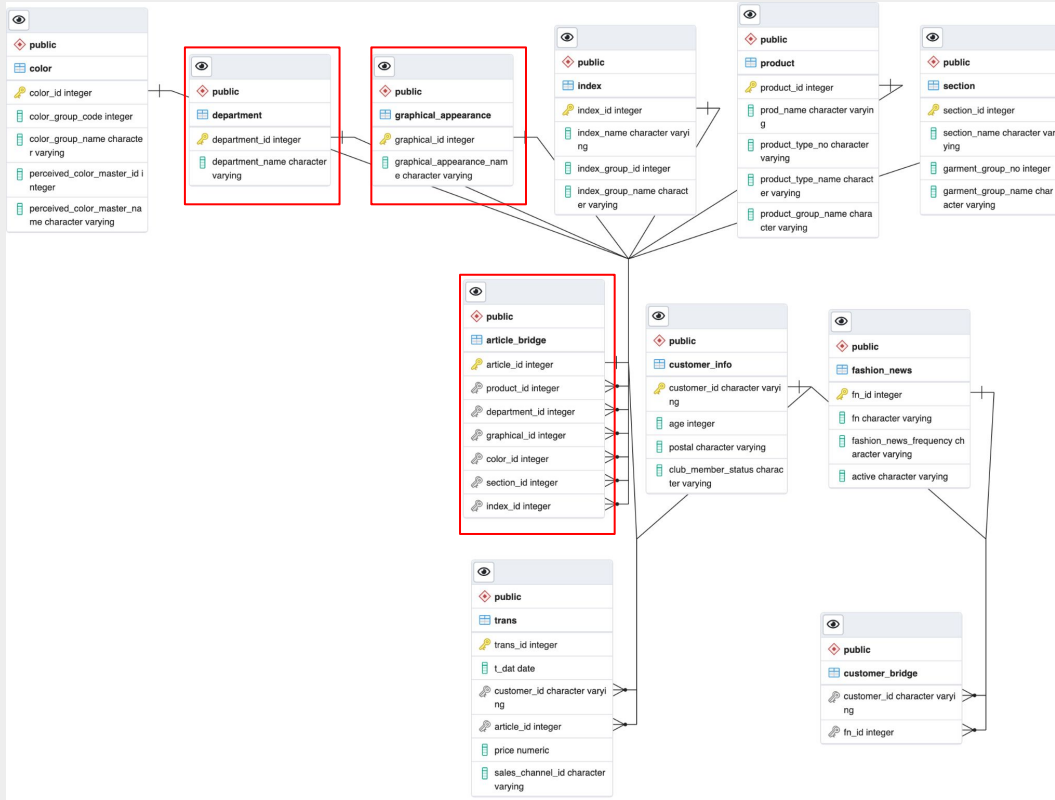 public
color
color_id integer
color_group_code integer
color_group_name characte
r varying
perceived_color_master_id i
nteger
perceived_color_master_na
me character varying
public
department
department_id integer
department_name character
varying
public
graphical_appearance
graphical_id integer
graphical_appearance_nam
e character varying
public
index
index_id integer
index_name character varyi
ng
index_group_id integer
index_group_name charact
er varying
public
product
product_id integer
prod_name character varyin
g
product_type_no character
varying
product_type_name charact
er varying
product_group_name chara
cter varying
public
section
section_id integer
section_name character var
ying
garment_group_no integer
garment_group_name char
acter varying
public
article_bridge
article_id integer
product_id integer
department_id integer
graphical_id integer
color_id integer
section_id integer
index_id integer
public
customer_info
customer_id character varyi
ng
age integer
postal character varying
club_member_status charac
ter varying
public
fashion_news
fn_id integer
fn character varying
fashion_news_frequency ch
aracter varying
active character varying
public
trans
trans_id integer
t_dat date
customer_id character varyi
ng
article_id integer
price numeric
sales_channel_id character
varying
public
customer_bridge
customer_id character varyi
ng
fn_id integer